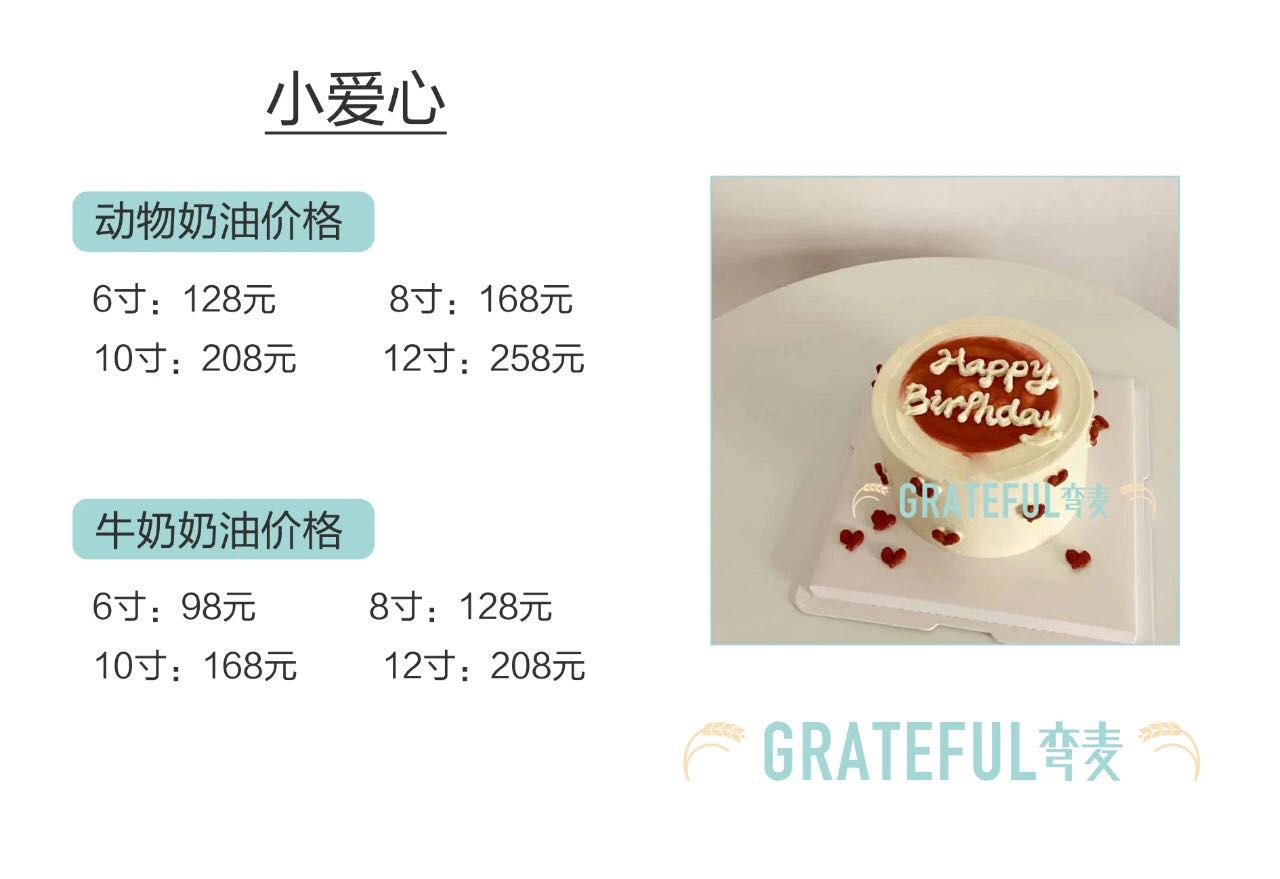 小爱心
动物奶油价格
6寸：128元 8寸：168元
10寸：208元 12寸：258元
牛奶奶油价格
6寸：98元 8寸：128元
10寸：168元 12寸：208元
Happy
Birthday
GRATEFUL弯麦
GRATEFUL弯麦